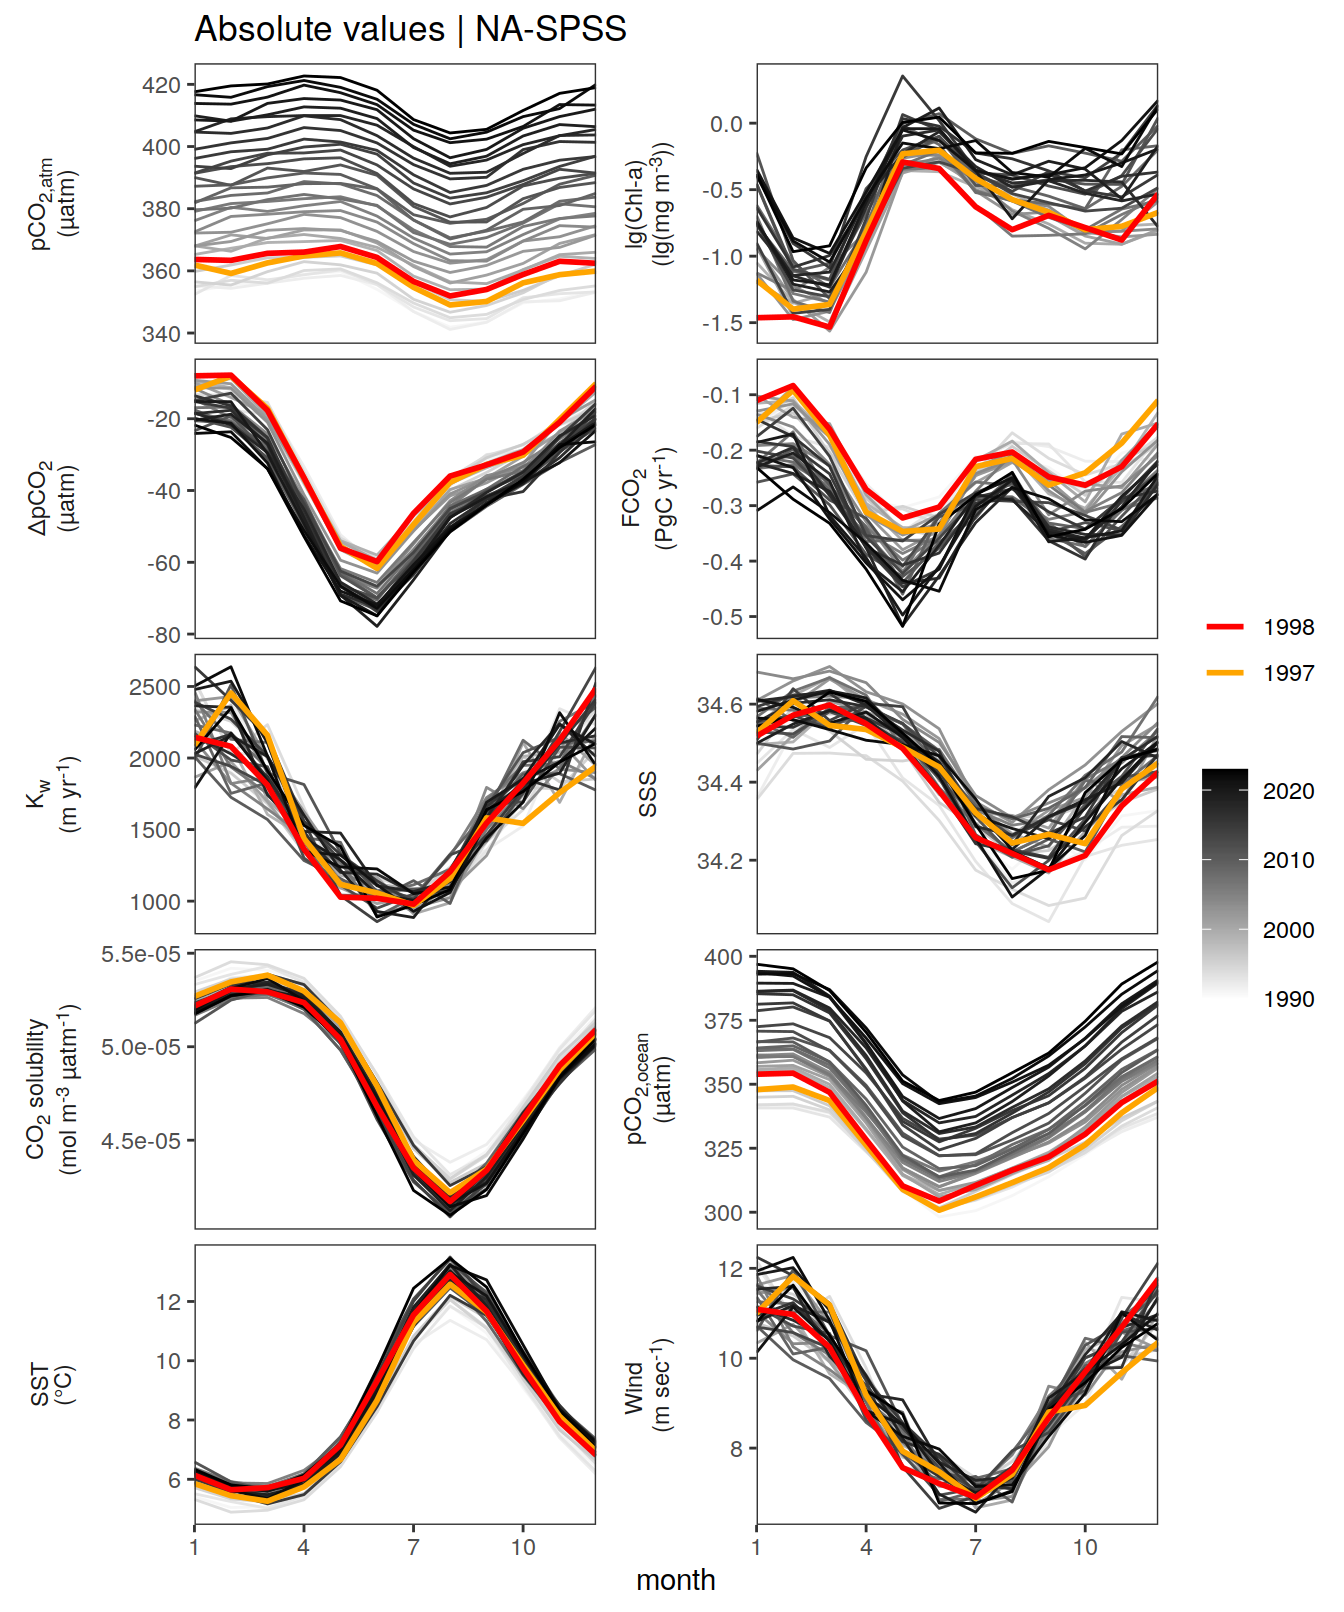 Absolute values | NA-SPSS
pCO2,atm
(µatm)
420
400
380
360
340
lg(Chl-a)
(lg(mg m-3))
0.0
-0.5
-1.0
-1.5
ΔpCO2
(µatm)
-20
-40
-60
-80
FCO2
(PgC yr-1)
-0.1
-0.2
-0.3
-0.4
-0.5
Kw
(m yr-1)
2500
2000
1500
1000
SSS
34.6
34.4
34.2
CO2 solubility
(mol m-3 µatm-1)
5.5e-05
5.0e-05
4.5e-05
pCO2,ocean
(µatm)
400
375
350
325
300
SST
(°C)
12
10
8
6
1 4 7 10
Wind
(m sec-1)
12
10
8
1 4 7 10
month
1998
1997
2020
2010
2000
1990